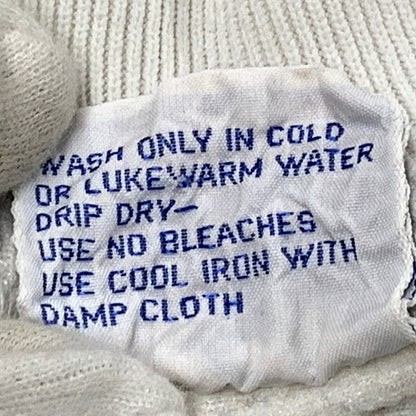 WASH ONLY IN COLD
OR LUKEWARM WATER
DRIP DRY—
USE NO BLEACHES
USE COOL IRON WITH
DAMP CLOTH